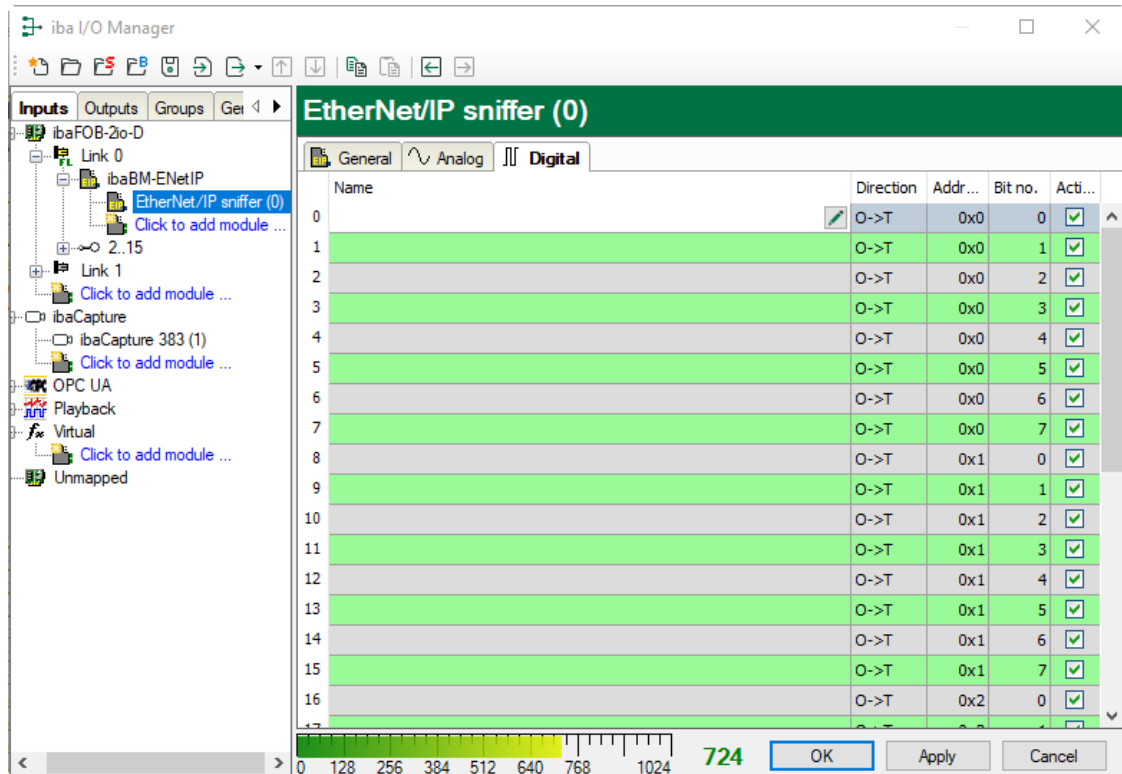 iba I/O Manager
Inputs Outputs Groups Ger
ibaFOB-2io-D
Link 0
ibaBM-ENetIP
EtherNet/IP sniffer (0)
Click to add module ...
2..15
Link 1
Click to add module ...
ibaCapture
ibaCapture 383 (1)
Click to add module ...
OPC UA
Playback
Virtual
Click to add module ...
Unmapped
EtherNet/IP sniffer (0)
General Analog Digital
Name Direction Addr... Bit no. Acti...
0 O->T 0x0 0
1 O->T 0x0 1
2 O->T 0x0 2
3 O->T 0x0 3
4 O->T 0x0 4
5 O->T 0x0 5
6 O->T 0x0 6
7 O->T 0x0 7
8 O->T 0x1 0
9 O->T 0x1 1
10 O->T 0x1 2
11 O->T 0x1 3
12 O->T 0x1 4
13 O->T 0x1 5
14 O->T 0x1 6
15 O->T 0x1 7
16 O->T 0x2 0
0 128 256 384 512 640 768 1024 724 OK Apply Cancel